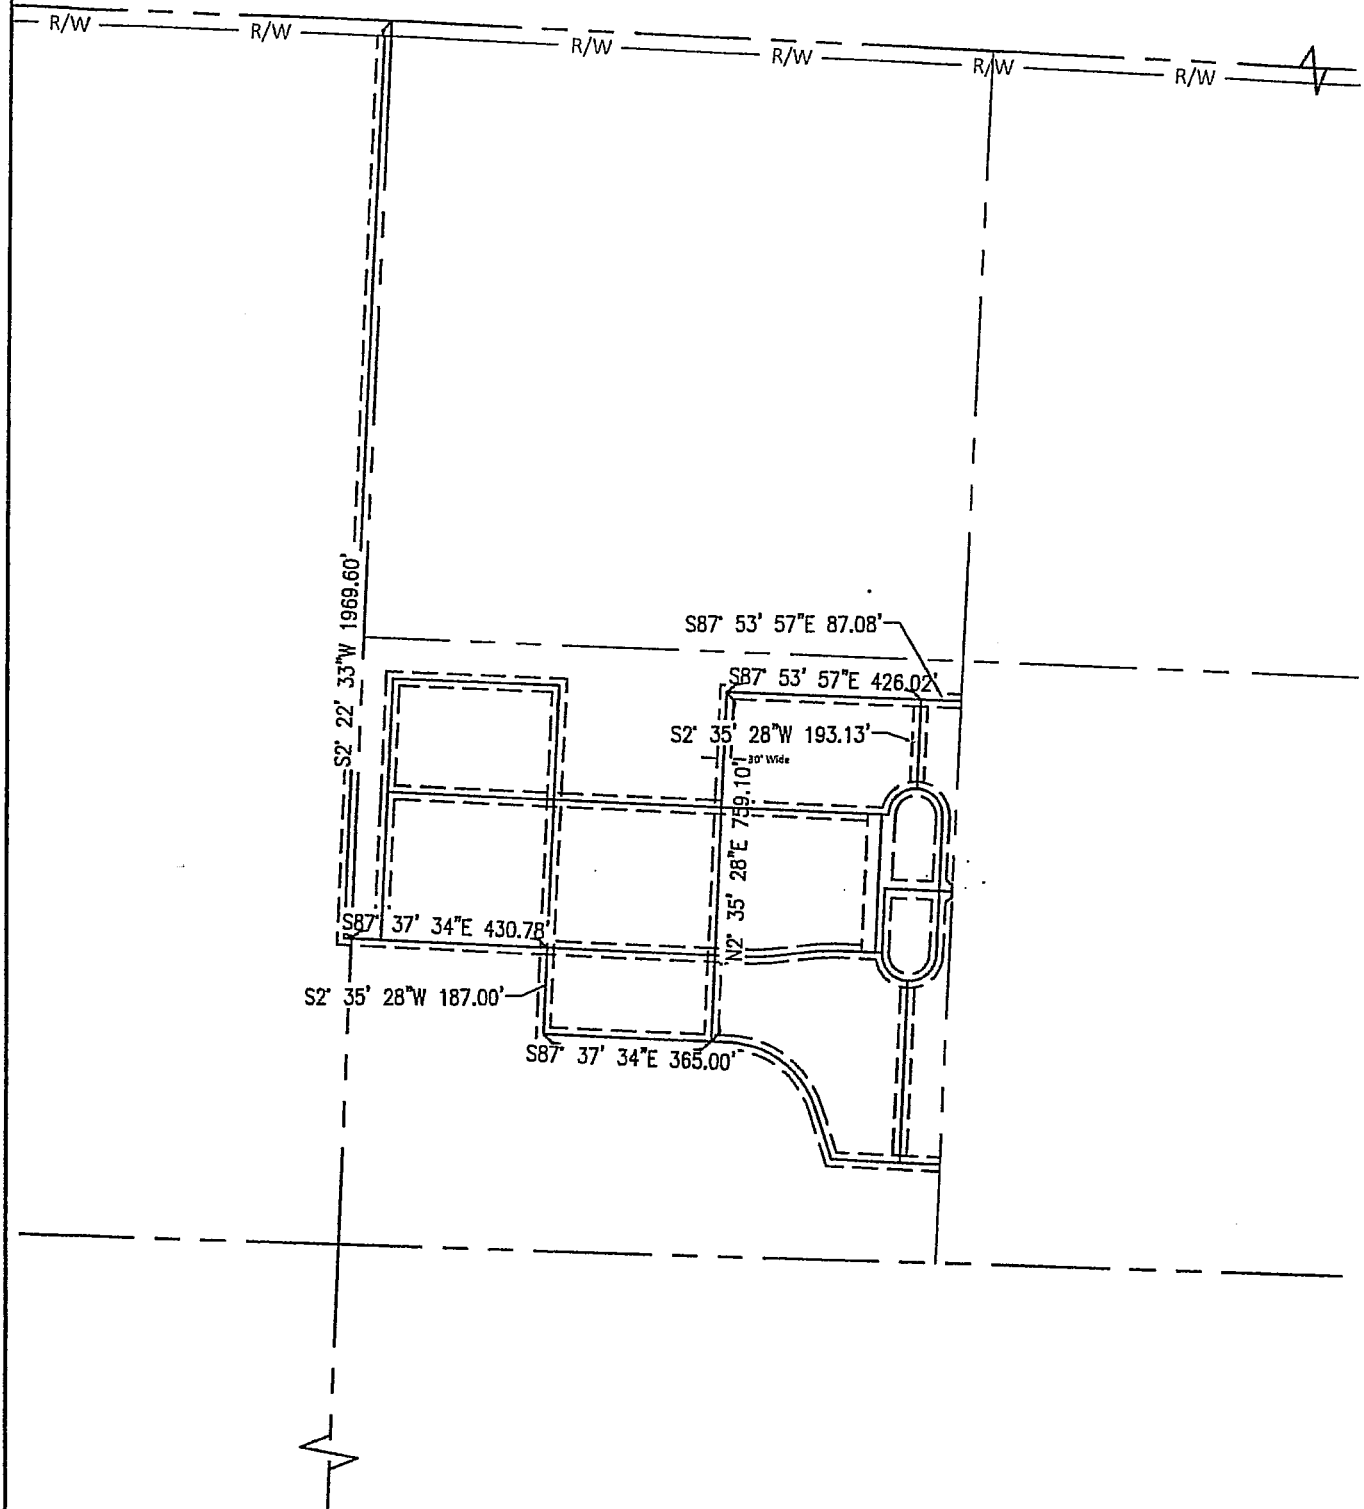 R/W
R/W
R/W
R/W
R/W
R/W
S2° 22' 33"W 1969.60'
S87° 53' 57"E 87.08'
S87° 53' 57"E 426.02'
S2° 35' 28"W 193.13'
30' Wide
N2° 35' 28"E 759.10'
S87° 37' 34"E 430.78'
S2° 35' 28"W 187.00'
S87° 37' 34"E 365.00'